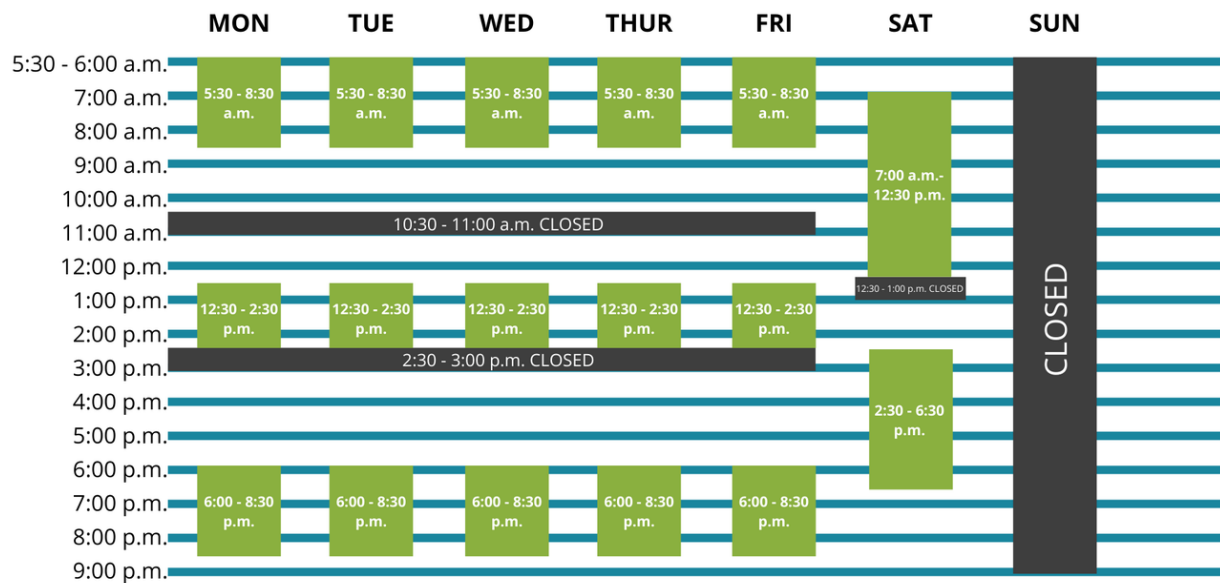 MON TUE WED THUR FRI SAT SUN
5:30 - 6:00 a.m.
5:30 - 8:30 5:30 - 8:30 5:30 - 8:30 5:30 - 8:30 5:30 - 8:30
7:00 a.m.
a.m. a.m. a.m. a.m. a.m.
8:00 a.m.
9:00 a.m.
7:00 a.m.-
12:30 p.m.
10:00 a.m.
10:30 - 11:00 a.m. CLOSED
11:00 a.m.
12:00 p.m.
12:30 - 1:00 p.m. CLOSED
1:00 p.m.
12:30 - 2:30 12:30 - 2:30 12:30 - 2:30 12:30 - 2:30 12:30 - 2:30
p.m. p.m. p.m. p.m. p.m.
CLOSED
2:00 p.m.
2:30 - 3:00 p.m. CLOSED
3:00 p.m.
4:00 p.m.
2:30 - 6:30
p.m.
5:00 p.m.
6:00 p.m.
6:00 - 8:30 6:00 - 8:30 6:00 - 8:30 6:00 - 8:30 6:00 - 8:30
7:00 p.m.
p.m. p.m. p.m. p.m. p.m.
8:00 p.m.
9:00 p.m.